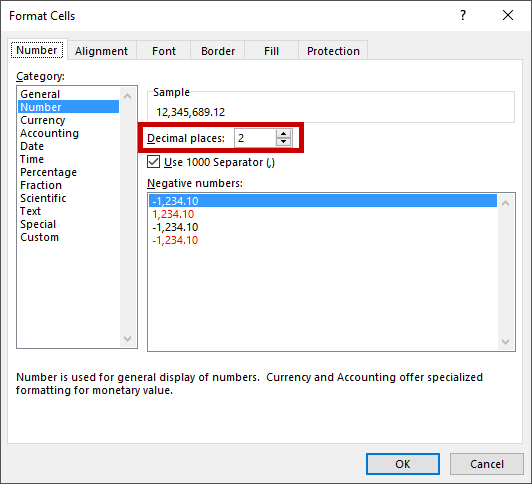 Format Cells
Number Alignment Font Border Fill Protection
Category:
General
Number
Currency
Accounting
Date
Time
Percentage
Fraction
Scientific
Text
Special
Custom
Sample
12,345,689.12
Decimal places: 2
Use 1000 Separator (,)
Negative numbers:
-1,234.10
1,234.10
-1,234.10
-1,234.10
Number is used for general display of numbers. Currency and Accounting offer specialized
formatting for monetary value.
OK Cancel